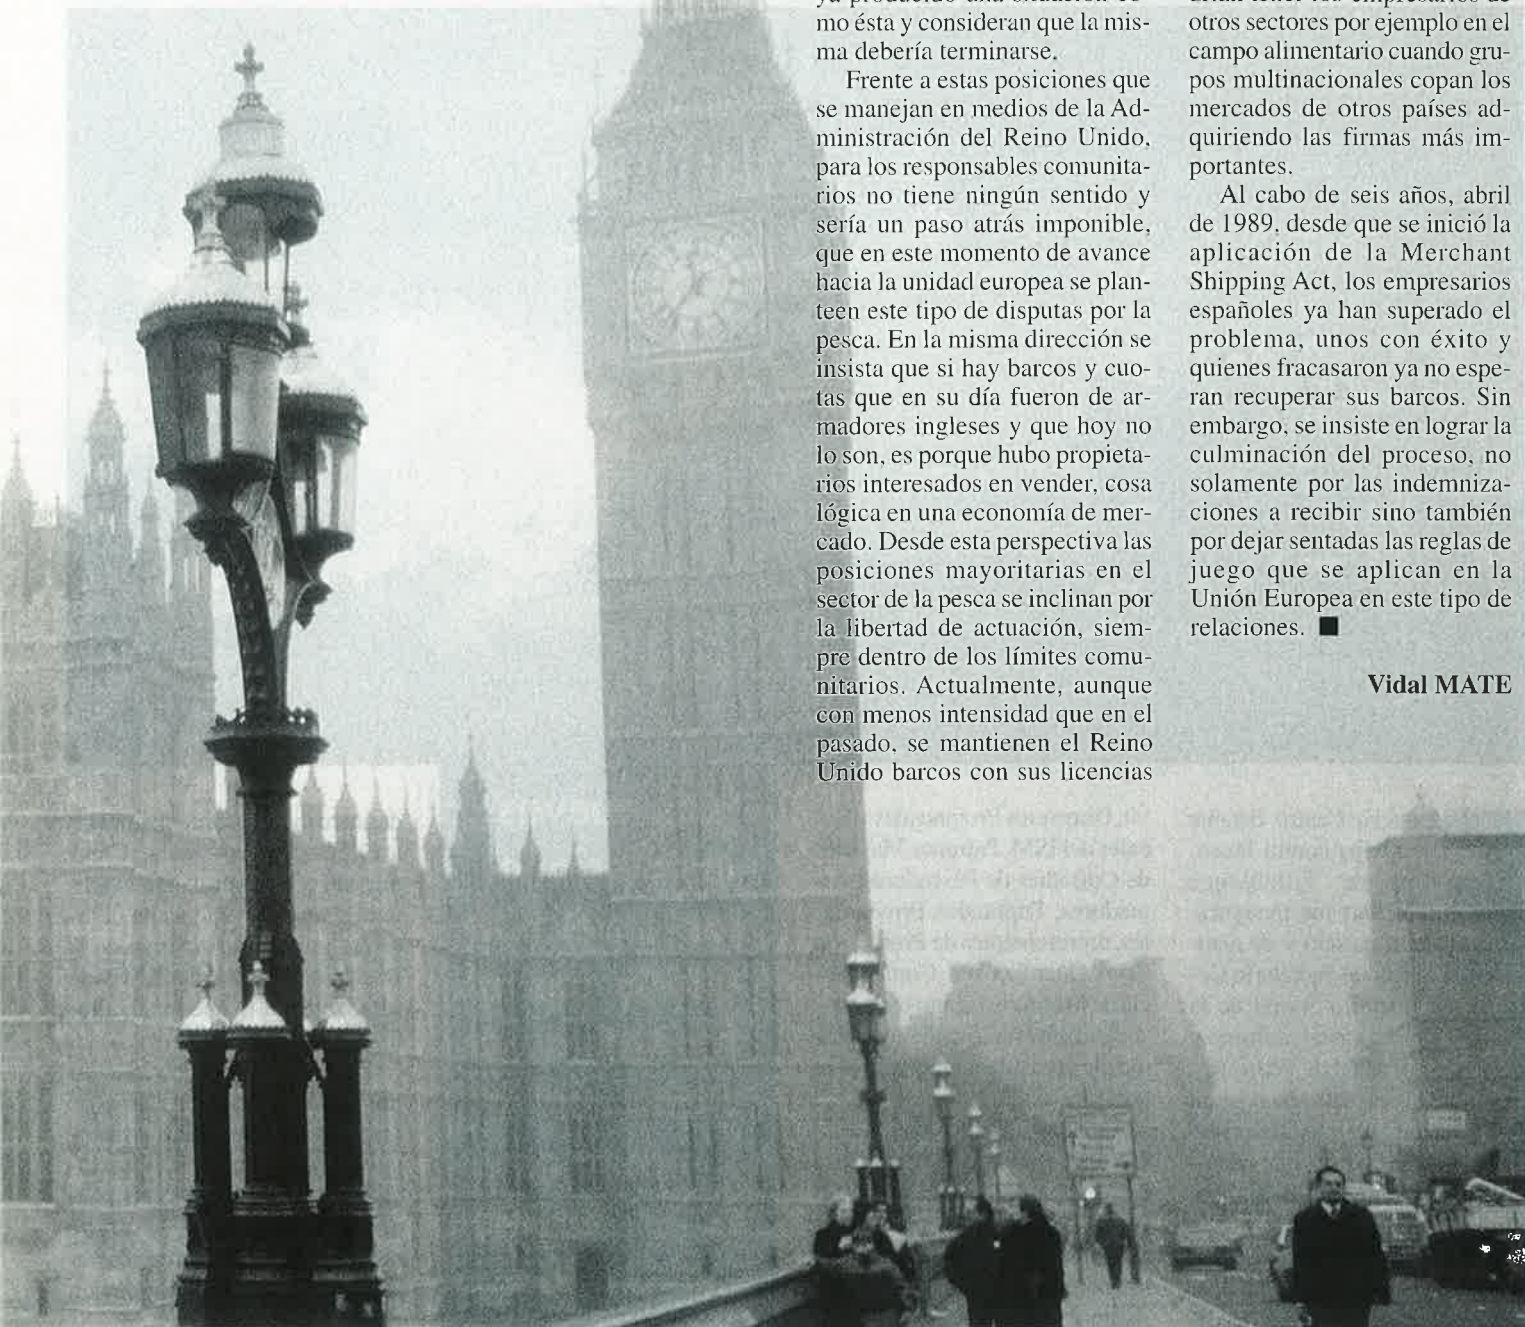 mo ésta y consideran que la mis-
ma debería terminarse.
Frente a estas posiciones que
se manejan en medios de la Ad-
ministración del Reino Unido,
para los responsables comunita-
rios no tiene ningún sentido y
sería un paso atrás imponible,
que en este momento de avance
hacia la unidad europea se plan-
teen este tipo de disputas por la
pesca. En la misma dirección se
insista que si hay barcos y cuo-
tas que en su día fueron de ar-
madores ingleses y que hoy no
lo son, es porque hubo propieta-
rios interesados en vender, cosa
lógica en una economía de mer-
cado. Desde esta perspectiva las
posiciones mayoritarias en el
sector de la pesca se inclinan por
la libertad de actuación, siem-
pre dentro de los límites comu-
nitarios. Actualmente, aunque
con menos intensidad que en el
pasado, se mantienen el Reino
Unido barcos con sus licencias
otros sectores por ejemplo en el
campo alimentario cuando gru-
pos multinacionales copan los
mercados de otros países ad-
quiriendo las firmas más im-
portantes.
Al cabo de seis años, abril
de 1989, desde que se inició la
aplicación de la Merchant
Shipping Act, los empresarios
españoles ya han superado el
problema, unos con éxito y
quienes fracasaron ya no espe-
ran recuperar sus barcos. Sin
embargo, se insiste en lograr la
culminación del proceso, no
solamente por las indemniza-
ciones a recibir sino también
por dejar sentadas las reglas de
juego que se aplican en la
Unión Europea en este tipo de
relaciones. ■
Vidal MATE